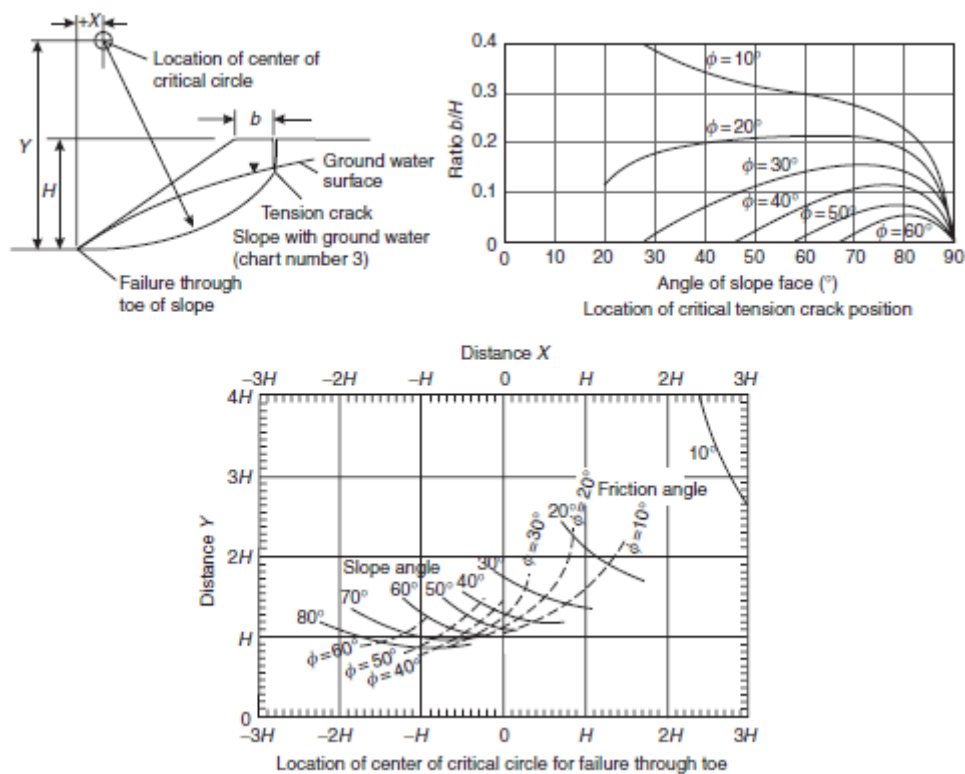 +X
Location of center of
critical circle
b
Y
H
Ground water
surface
Tension crack
Slope with ground water
(chart number 3)
Failure through
toe of slope
Ratio b/H
0.4
0.3
0.2
0.1
0
ϕ = 10°
ϕ = 20°
ϕ = 30°
ϕ = 40°
ϕ = 50°
ϕ = 60°
0 10 20 30 40 50 60 70 80 90
Angle of slope face (°)
Location of critical tension crack position
Distance X
−3H −2H −H 0 H 2H 3H
4H
3H
2H
H
0
Distance Y
10°
Friction angle
20°
ϕ = 20°
ϕ = 10°
ϕ = 30°
30°
Slope angle
40°
50°
60°
70°
80°
ϕ = 60°
ϕ = 50°
ϕ = 40°
−3H −2H −H 0 H 2H 3H
Location of center of critical circle for failure through toe